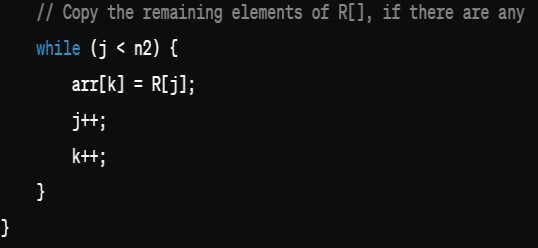 // Copy the remaining elements of R[], if there are any
while (j < n2) {
arr[k] = R[j];
j++;
k++;
}
}